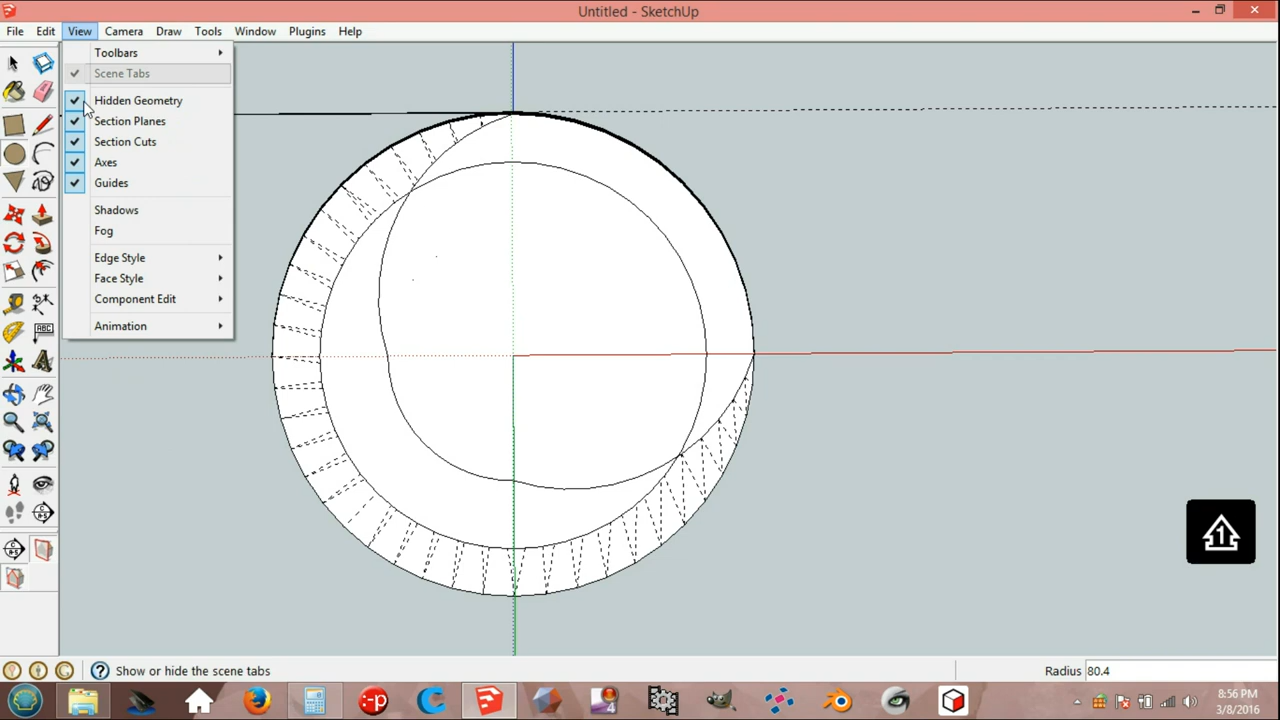 Untitled - SketchUp
File Edit View Camera Draw Tools Window Plugins Help
Toolbars
Scene Tabs
Hidden Geometry
Section Planes
Section Cuts
Axes
Guides
Shadows
Fog
Edge Style
Face Style
Component Edit
Animation
ABC
1
Show or hide the scene tabs
Radius 80.4
8:56 PM
3/8/2016